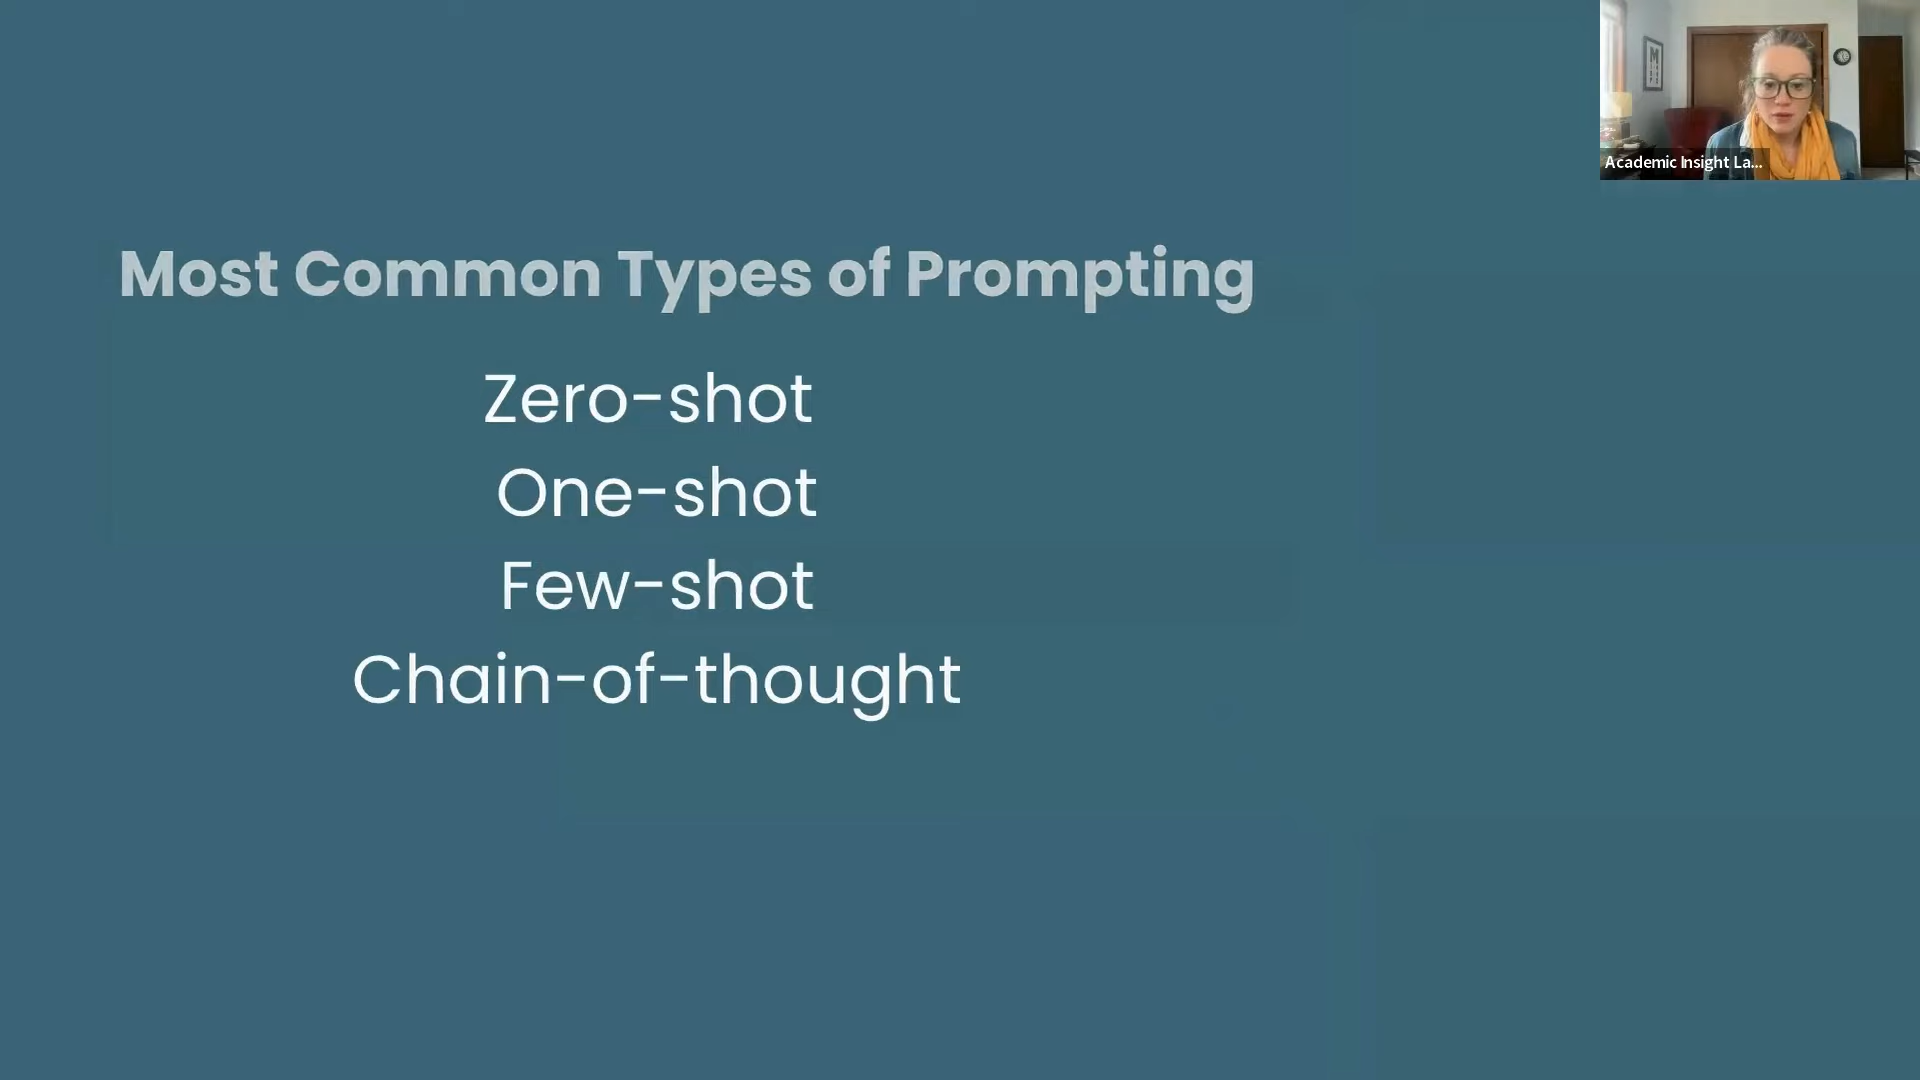 Most Common Types of Prompting
Zero-shot
One-shot
Few-shot
Chain-of-thought
Academic Insight La...